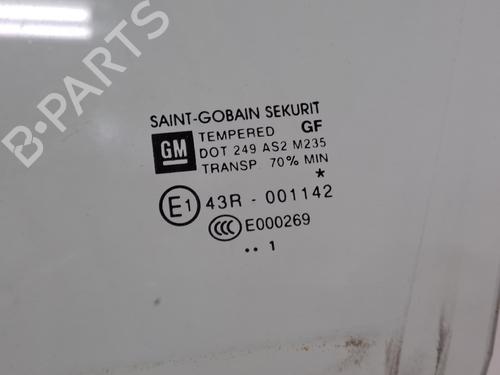 B-PARTS
SAINT-GOBAIN SEKURIT
GM TEMPERED GF
DOT 249 AS2 M235
TRANSP. 70% MIN
*
E1 43R - 001142
CCC E000269
.. 1